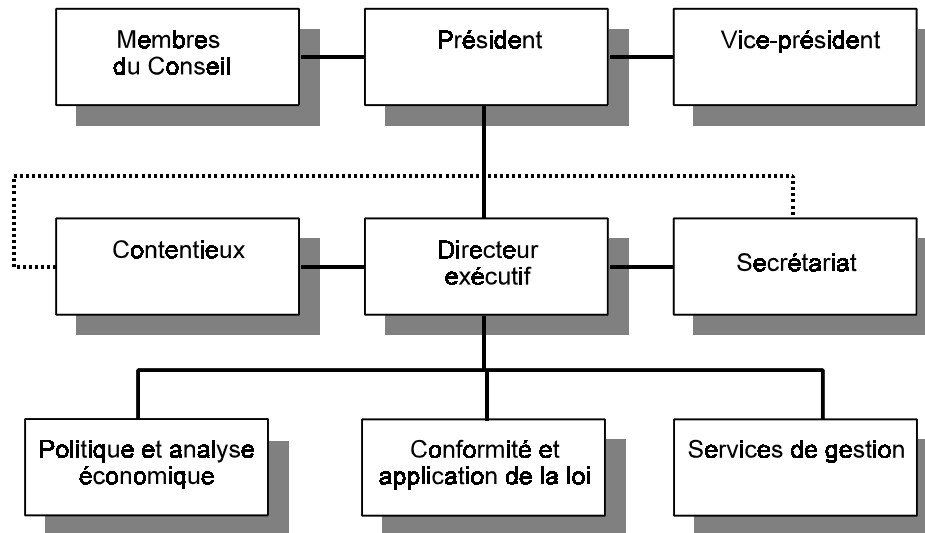 Membres
du Conseil
Président
Vice-président
Contentieux
Directeur
exécutif
Secrétariat
Politique et analyse
économique
Conformité et
application de la loi
Services de gestion